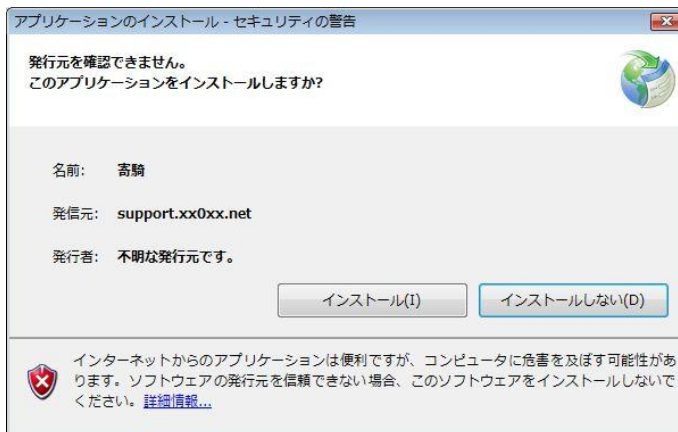 アプリケーションのインストール - セキュリティの警告
発行元を確認できません。
このアプリケーションをインストールしますか?
名前: 寄騎
発信元: support.xx0xx.net
発行者: 不明な発行元です。
インストール(I) インストールしない(D)
インターネットからのアプリケーションは便利ですが、コンピュータに危害を及ぼす可能性があ
ります。ソフトウェアの発行元を信頼できない場合、このソフトウェアをインストールしないで
ください。詳細情報...